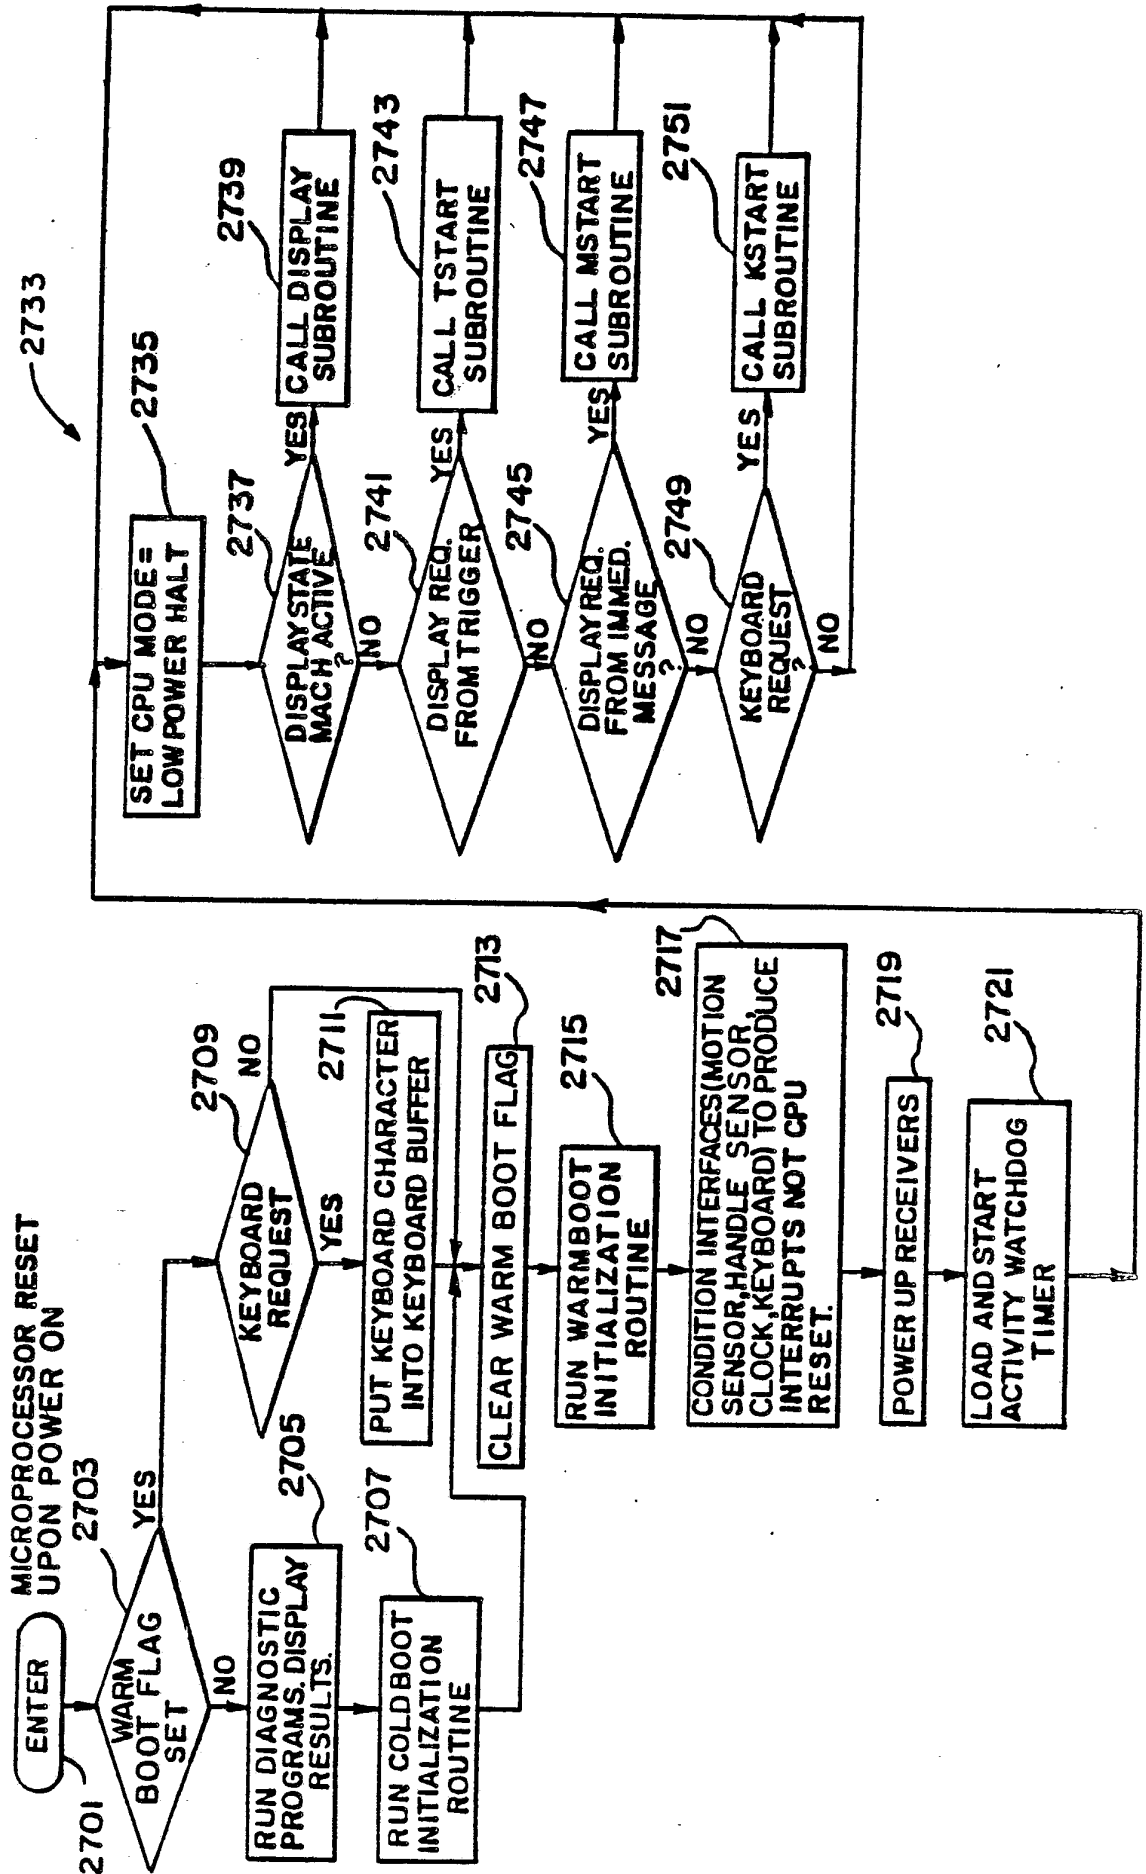 MICROPROCESSOR RESET
UPON POWER ON
ENTER
2701
2703
WARM
BOOT FLAG
SET
YES
NO
2705
RUN DIAGNOSTIC
PROGRAMS. DISPLAY
RESULTS.
2707
RUN COLD BOOT
INITIALIZATION
ROUTINE
2709
KEYBOARD
REQUEST
NO
YES
2711
PUT KEYBOARD CHARACTER
INTO KEYBOARD BUFFER
2713
CLEAR WARM BOOT FLAG
2715
RUN WARMBOOT
INITIALIZATION
ROUTINE
2717
CONDITION INTERFACES (MOTION
SENSOR, HANDLE SENSOR,
CLOCK, KEYBOARD) TO PRODUCE
INTERRUPTS NOT CPU
RESET.
2719
POWER UP RECEIVERS
2721
LOAD AND START
ACTIVITY WATCHDOG
TIMER
2733
2735
SET CPU MODE =
LOW POWER HALT
2737
DISPLAY STATE
MACH ACTIVE
?
YES
NO
2739
CALL DISPLAY
SUBROUTINE
2741
DISPLAY REQ.
FROM TRIGGER
YES
NO
2743
CALL TSTART
SUBROUTINE
2745
DISPLAY REQ.
FROM IMMED.
MESSAGE
?
YES
NO
2747
CALL MSTART
SUBROUTINE
2749
KEYBOARD
REQUEST
?
YES
NO
2751
CALL KSTART
SUBROUTINE